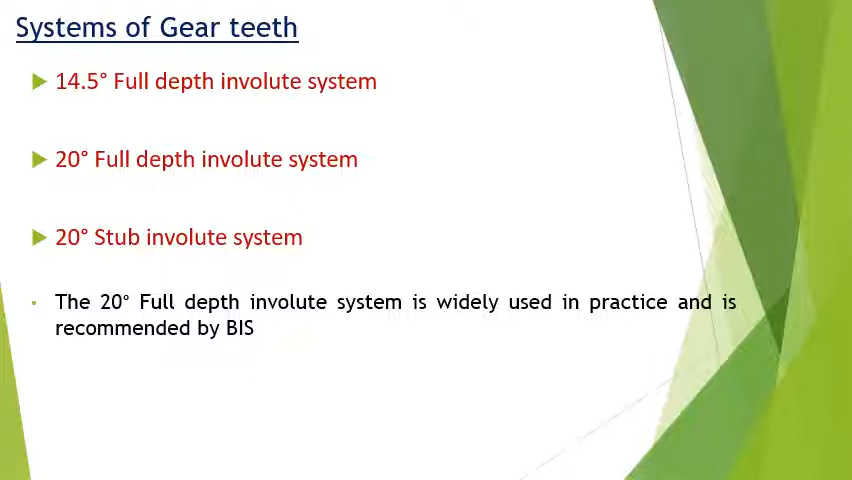 Systems of Gear teeth
14.5° Full depth involute system
20° Full depth involute system
20° Stub involute system
The 20° Full depth involute system is widely used in practice and is
recommended by BIS